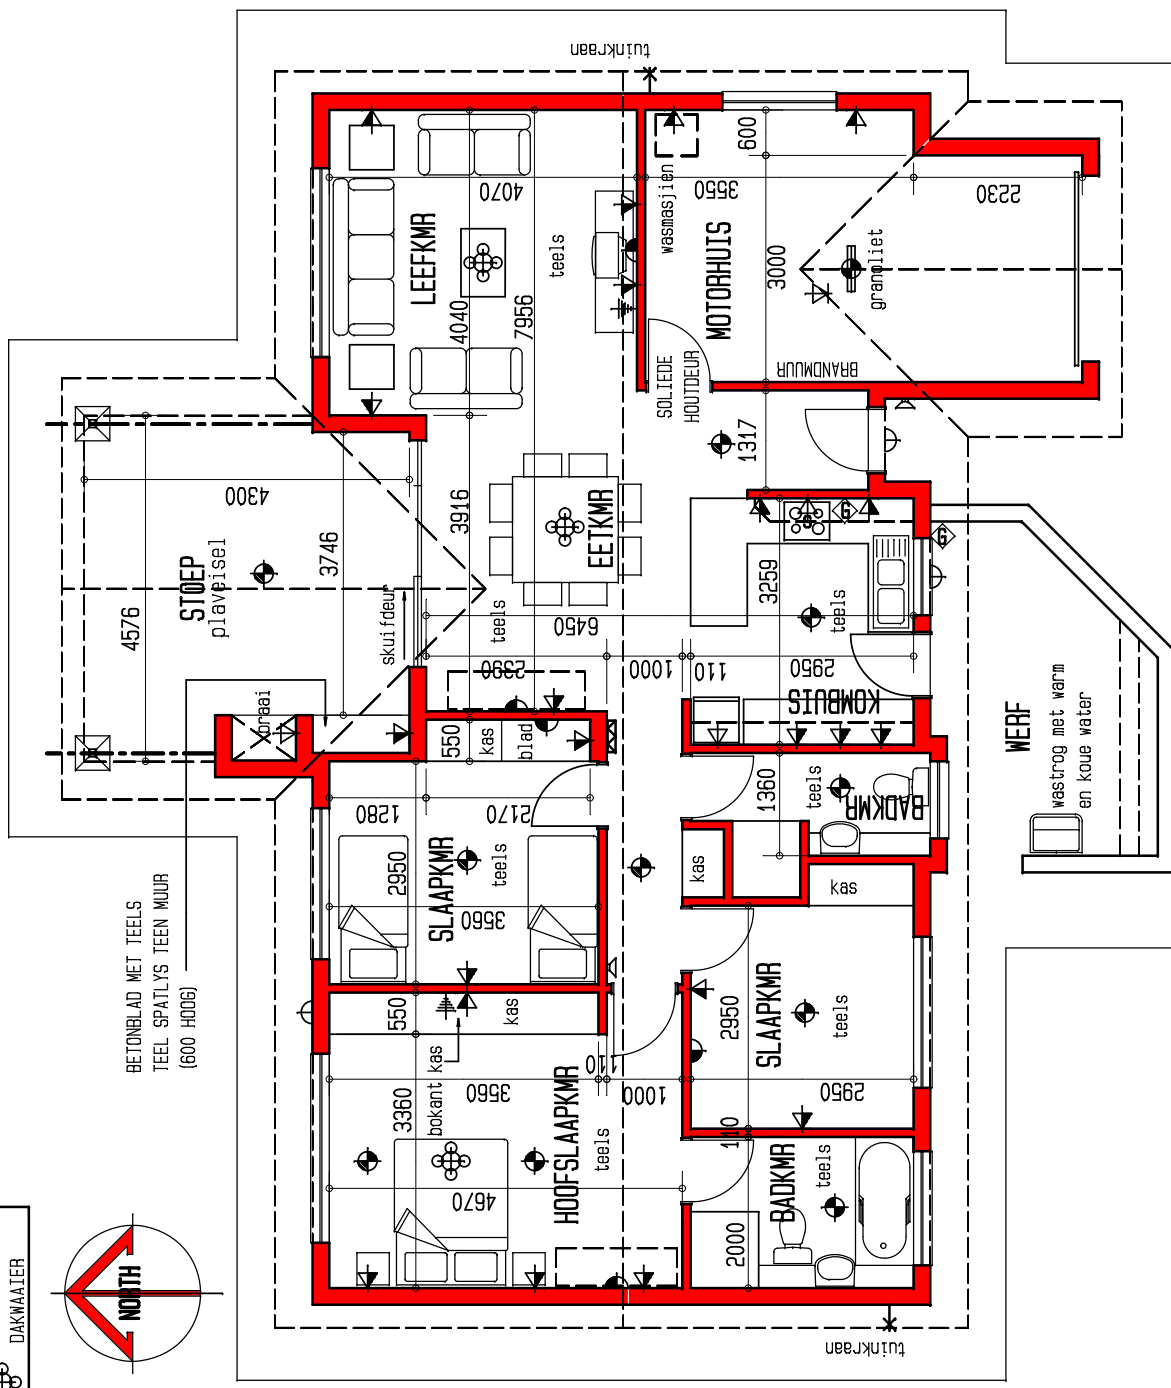 tuinkraan
LEEFKMR
teels
4070
4040
7956
600
3550
wasmasjien
MOTORHUIS
3000
2230
granoliet
BRANDMUUR
SOLIEDE
HOUTDEUR
1317
STOEP
plaveisel
4300
3746
4576
skuifdeur
braai
3916
EETKMR
teels
6450
2390
1000
110
3259
teels
2950
KOMBUIS
S
G
G
WERF
wastrog met warm
en koue water
BETONBLAD MET TEELS
TEEL SPATLYS TEEN MUUR
(600 HOOG)
550
kas
blad
1280
2170
2950
SLAAPKMR
teels
3560
1360
teels
BADKMR
kas
kas
550
kas
bokant kas
3560
110
1000
3360
HOOFSLAAPKMR
teels
4670
2950
SLAAPKMR
teels
2950
110
BADKMR
teels
2000
tuinkraan
NORTH
DAKWAAIER